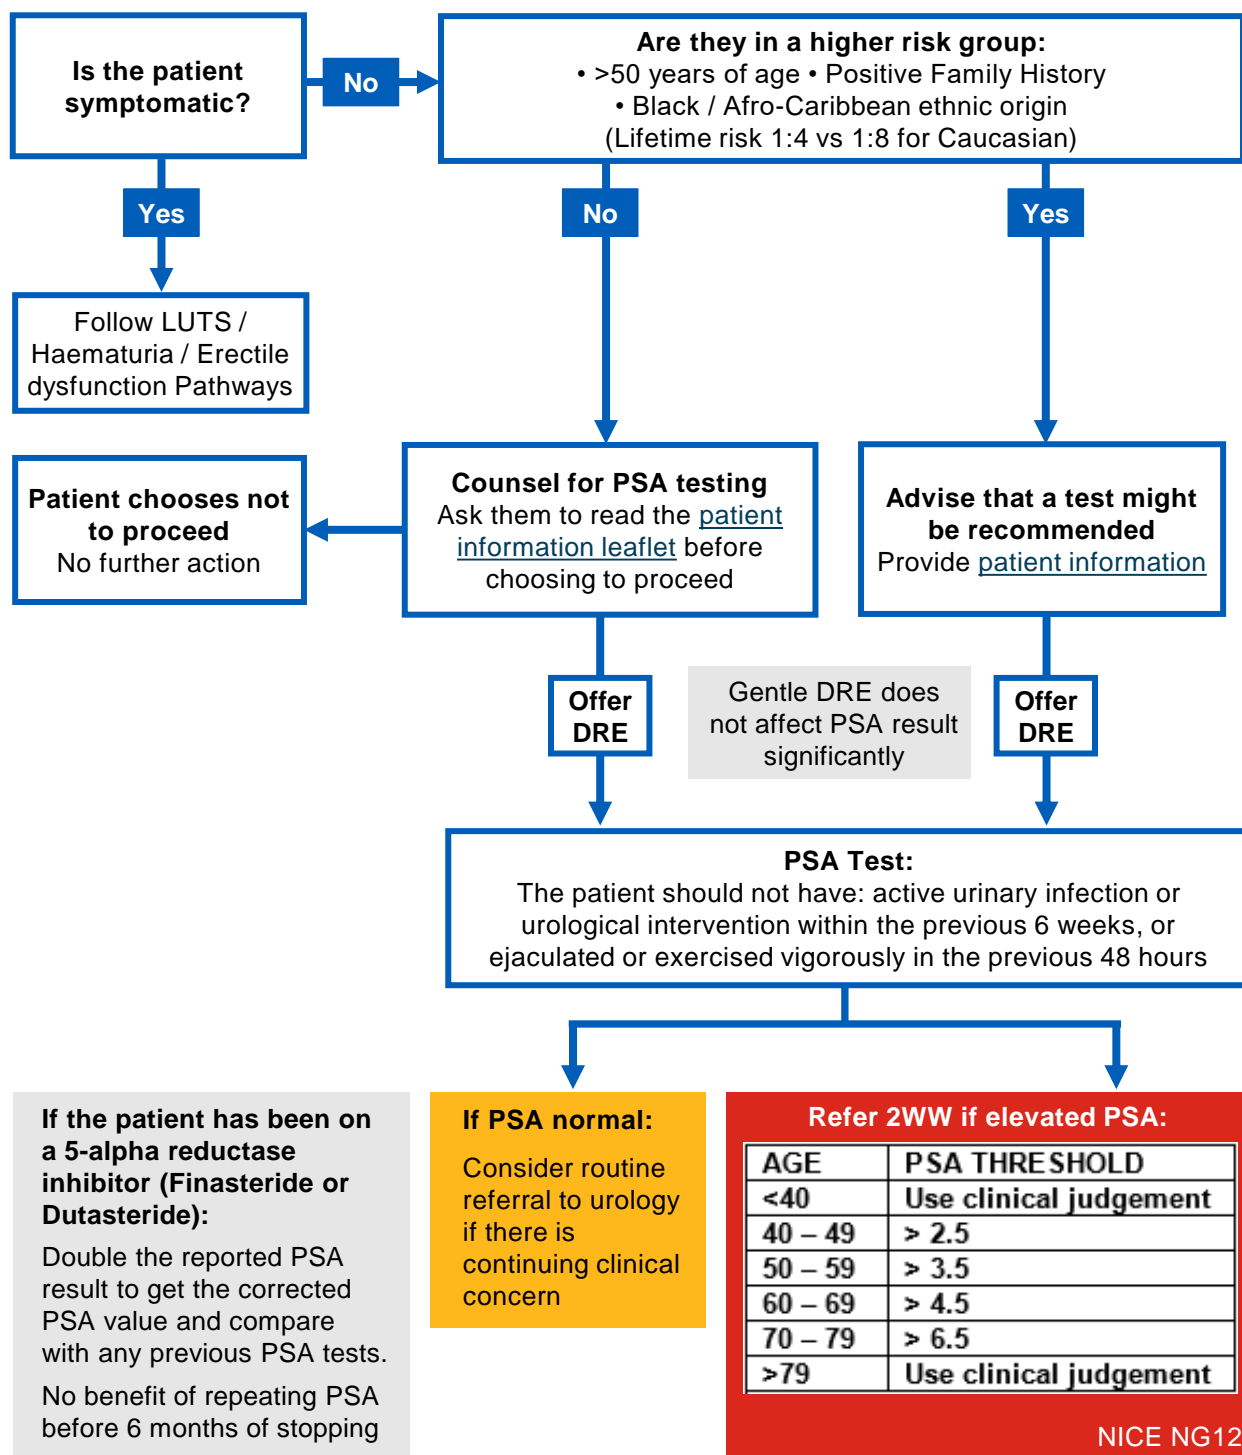 Is the patient
symptomatic?
No
Are they in a higher risk group:
• >50 years of age • Positive Family History
• Black / Afro-Caribbean ethnic origin
(Lifetime risk 1:4 vs 1:8 for Caucasian)
Yes
No
Yes
Follow LUTS /
Haematuria / Erectile
dysfunction Pathways
Patient chooses not
to proceed
No further action
Counsel for PSA testing
Ask them to read the patient
information leaflet before
choosing to proceed
Advise that a test might
be recommended
Provide patient information
Offer
DRE
Gentle DRE does
not affect PSA result
significantly
Offer
DRE
PSA Test:
The patient should not have: active urinary infection or
urological intervention within the previous 6 weeks, or
ejaculated or exercised vigorously in the previous 48 hours
If the patient has been on
a 5-alpha reductase
inhibitor (Finasteride or
Dutasteride):
Double the reported PSA
result to get the corrected
PSA value and compare
with any previous PSA tests.
No benefit of repeating PSA
before 6 months of stopping
If PSA normal:
Consider routine
referral to urology
if there is
continuing clinical
concern
Refer 2WW if elevated PSA:
AGE PSA THRESHOLD
<40 Use clinical judgement
40 – 49 > 2.5
50 – 59 > 3.5
60 – 69 > 4.5
70 – 79 > 6.5
>79 Use clinical judgement
NICE NG12